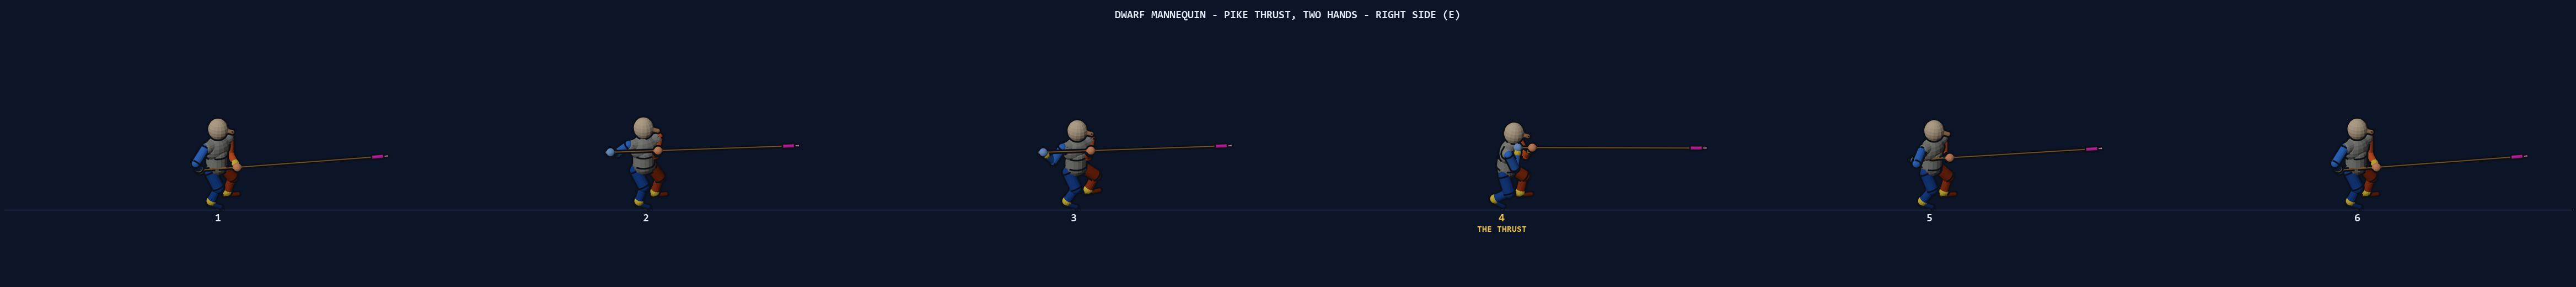 DWARF MANNEQUIN - PIKE THRUST, TWO HANDS - RIGHT SIDE (E)
1 2 3 4 5 6
THE THRUST